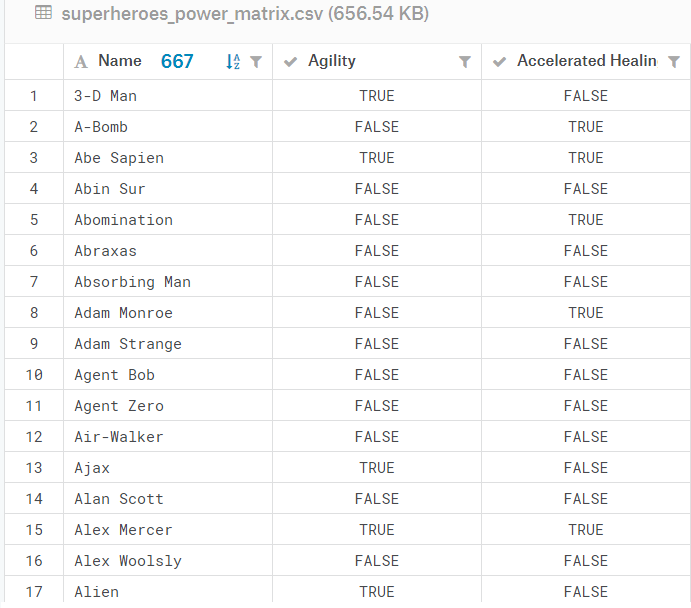 superheroes_power_matrix.csv (656.54 KB)
A Name 667 AZ Agility Accelerated Healin
1 3-D Man TRUE FALSE
2 A-Bomb FALSE TRUE
3 Abe Sapien TRUE TRUE
4 Abin Sur FALSE FALSE
5 Abomination FALSE TRUE
6 Abraxas FALSE FALSE
7 Absorbing Man FALSE FALSE
8 Adam Monroe FALSE TRUE
9 Adam Strange FALSE FALSE
10 Agent Bob FALSE FALSE
11 Agent Zero FALSE FALSE
12 Air-Walker FALSE FALSE
13 Ajax TRUE FALSE
14 Alan Scott FALSE FALSE
15 Alex Mercer TRUE TRUE
16 Alex Woolsly FALSE FALSE
17 Alien TRUE FALSE